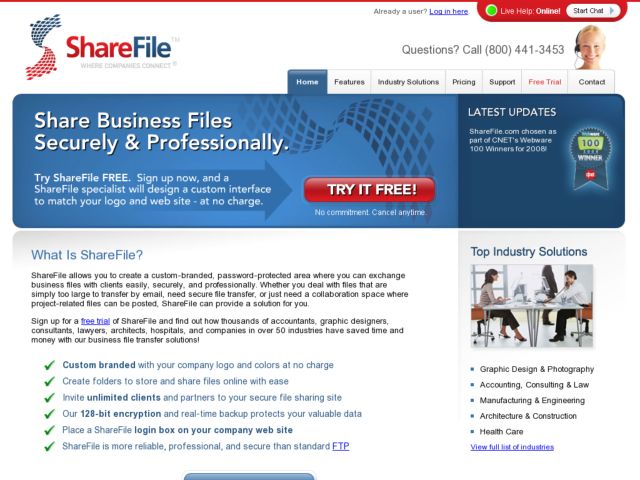 Already a user? Log in here.
Live Help: Online!
Start Chat
ShareFile™
WHERE COMPANIES CONNECT®
Questions? Call (800) 441-3453
Home
Features
Industry Solutions
Pricing
Support
Free Trial
Contact
Share Business Files
Securely & Professionally.
Try ShareFile FREE. Sign up now, and a
ShareFile specialist will design a custom interface
to match your logo and web site - at no charge.
TRY IT FREE!
No commitment. Cancel anytime.
LATEST UPDATES
ShareFile.com chosen as
part of CNET's Webware
100 Winners for 2008!
100
WINNER
What Is ShareFile?
ShareFile allows you to create a custom-branded, password-protected area where you can exchange
business files with clients easily, securely, and professionally. Whether you deal with files that are
simply too large to transfer by email, need secure file transfer, or just need a collaboration space where
project-related files can be posted, ShareFile can provide a solution for you.
Sign up for a free trial of ShareFile and find out how thousands of accountants, graphic designers,
consultants, lawyers, architects, hospitals, and companies in over 50 industries have saved time and
money with our business file transfer solutions!
Custom branded with your company logo and colors at no charge
Create folders to store and share files online with ease
Invite unlimited clients and partners to your secure file sharing site
Our 128-bit encryption and real-time backup protects your valuable data
Place a ShareFile login box on your company web site
ShareFile is more reliable, professional, and secure than standard FTP
Top Industry Solutions
Graphic Design & Photography
Accounting, Consulting & Law
Manufacturing & Engineering
Architecture & Construction
Health Care
View full list of industries